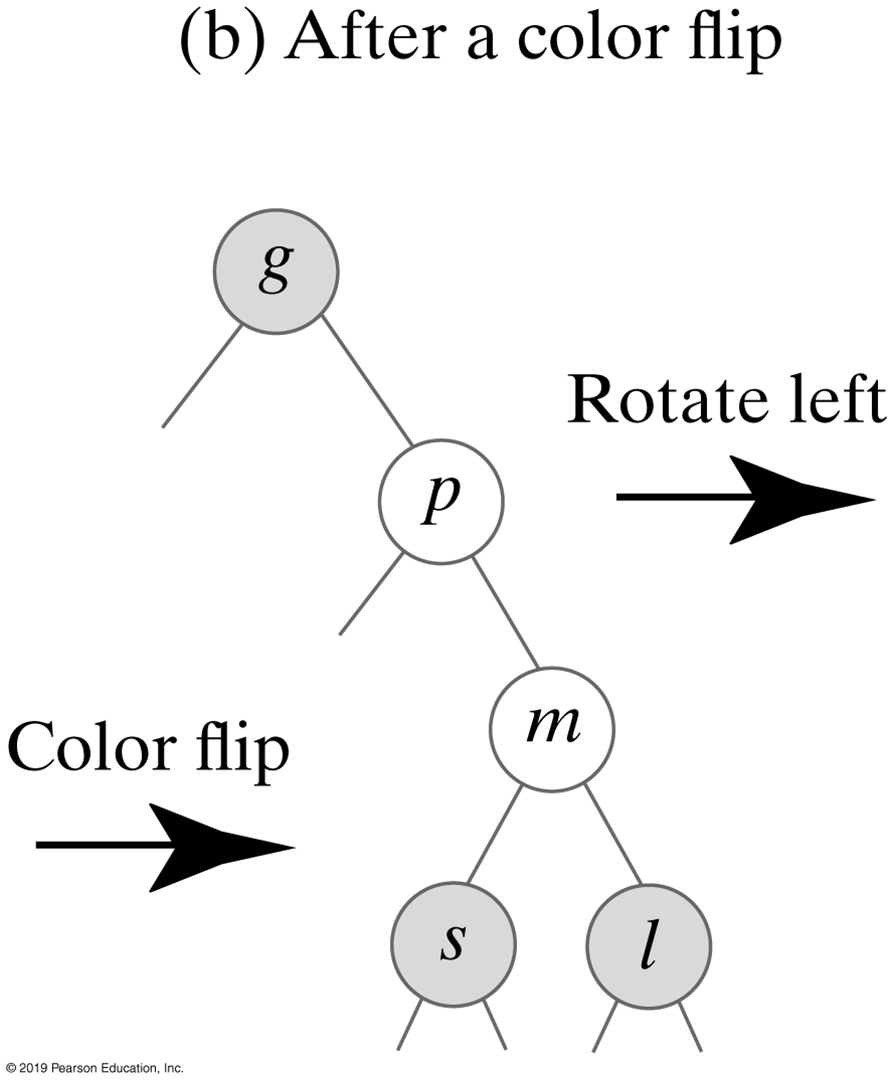 (b) After a color flip
g
Rotate left
p
m
Color flip
s
l
© 2019 Pearson Education, Inc.